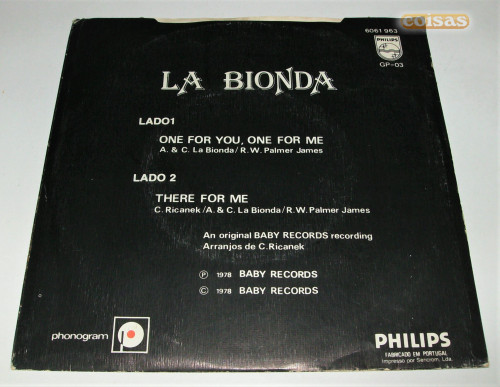 coisas
6061 963
PHILIPS
GP-03
LA BIONDA
LADO1
ONE FOR YOU, ONE FOR ME
A. & C. La Bionda/R. W. Palmer James
LADO 2
THERE FOR ME
C. Ricanek/A. & C. La Bionda/R. W. Palmer James
An original BABY RECORDS recording
Arranjos de C. Ricanek
Ⓟ 1978 BABY RECORDS
© 1978 BABY RECORDS
phonogram
PHILIPS
FABRICADO EM PORTUGAL
Impresso por Sericrom, Lda.